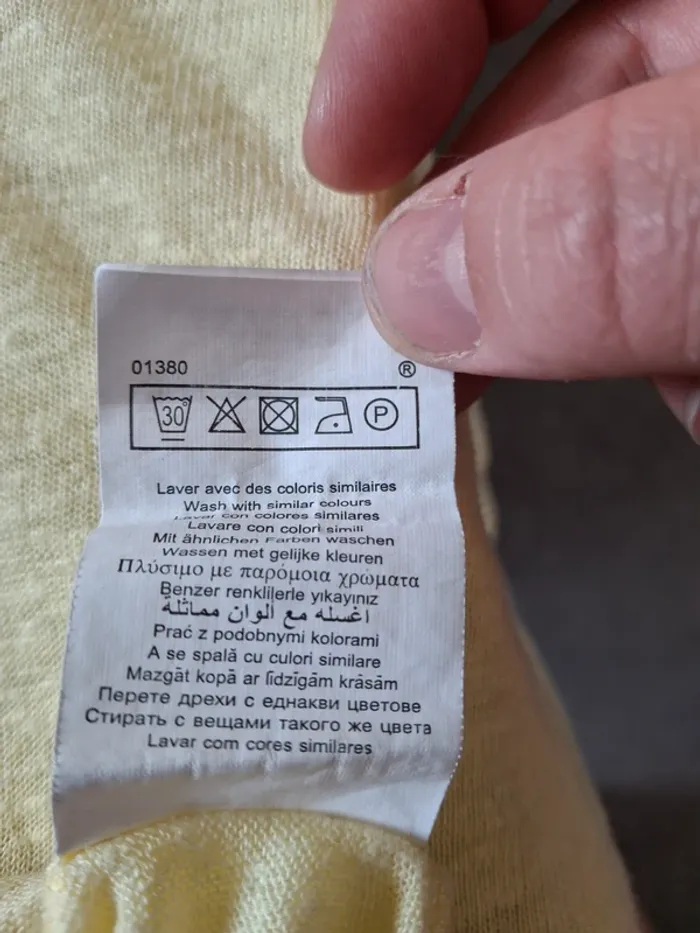 01380 ®
30 P
Laver avec des coloris similaires
Wash with similar colours
Lavar con colores similares
Lavare con colori simili
Mit ähnlichen Farben waschen
Wassen met gelijke kleuren
Πλύσιμο με παρόμοια χρώματα
Benzer renklilerle yıkayınız
اغسله مع ألوان مماثلة
Prać z podobnymi kolorami
A se spală cu culori similare
Mazgāt kopā ar līdzīgām krāsām
Перете дрехи с еднакви цветове
Стирать с вещами такого же цвета
Lavar com cores similares